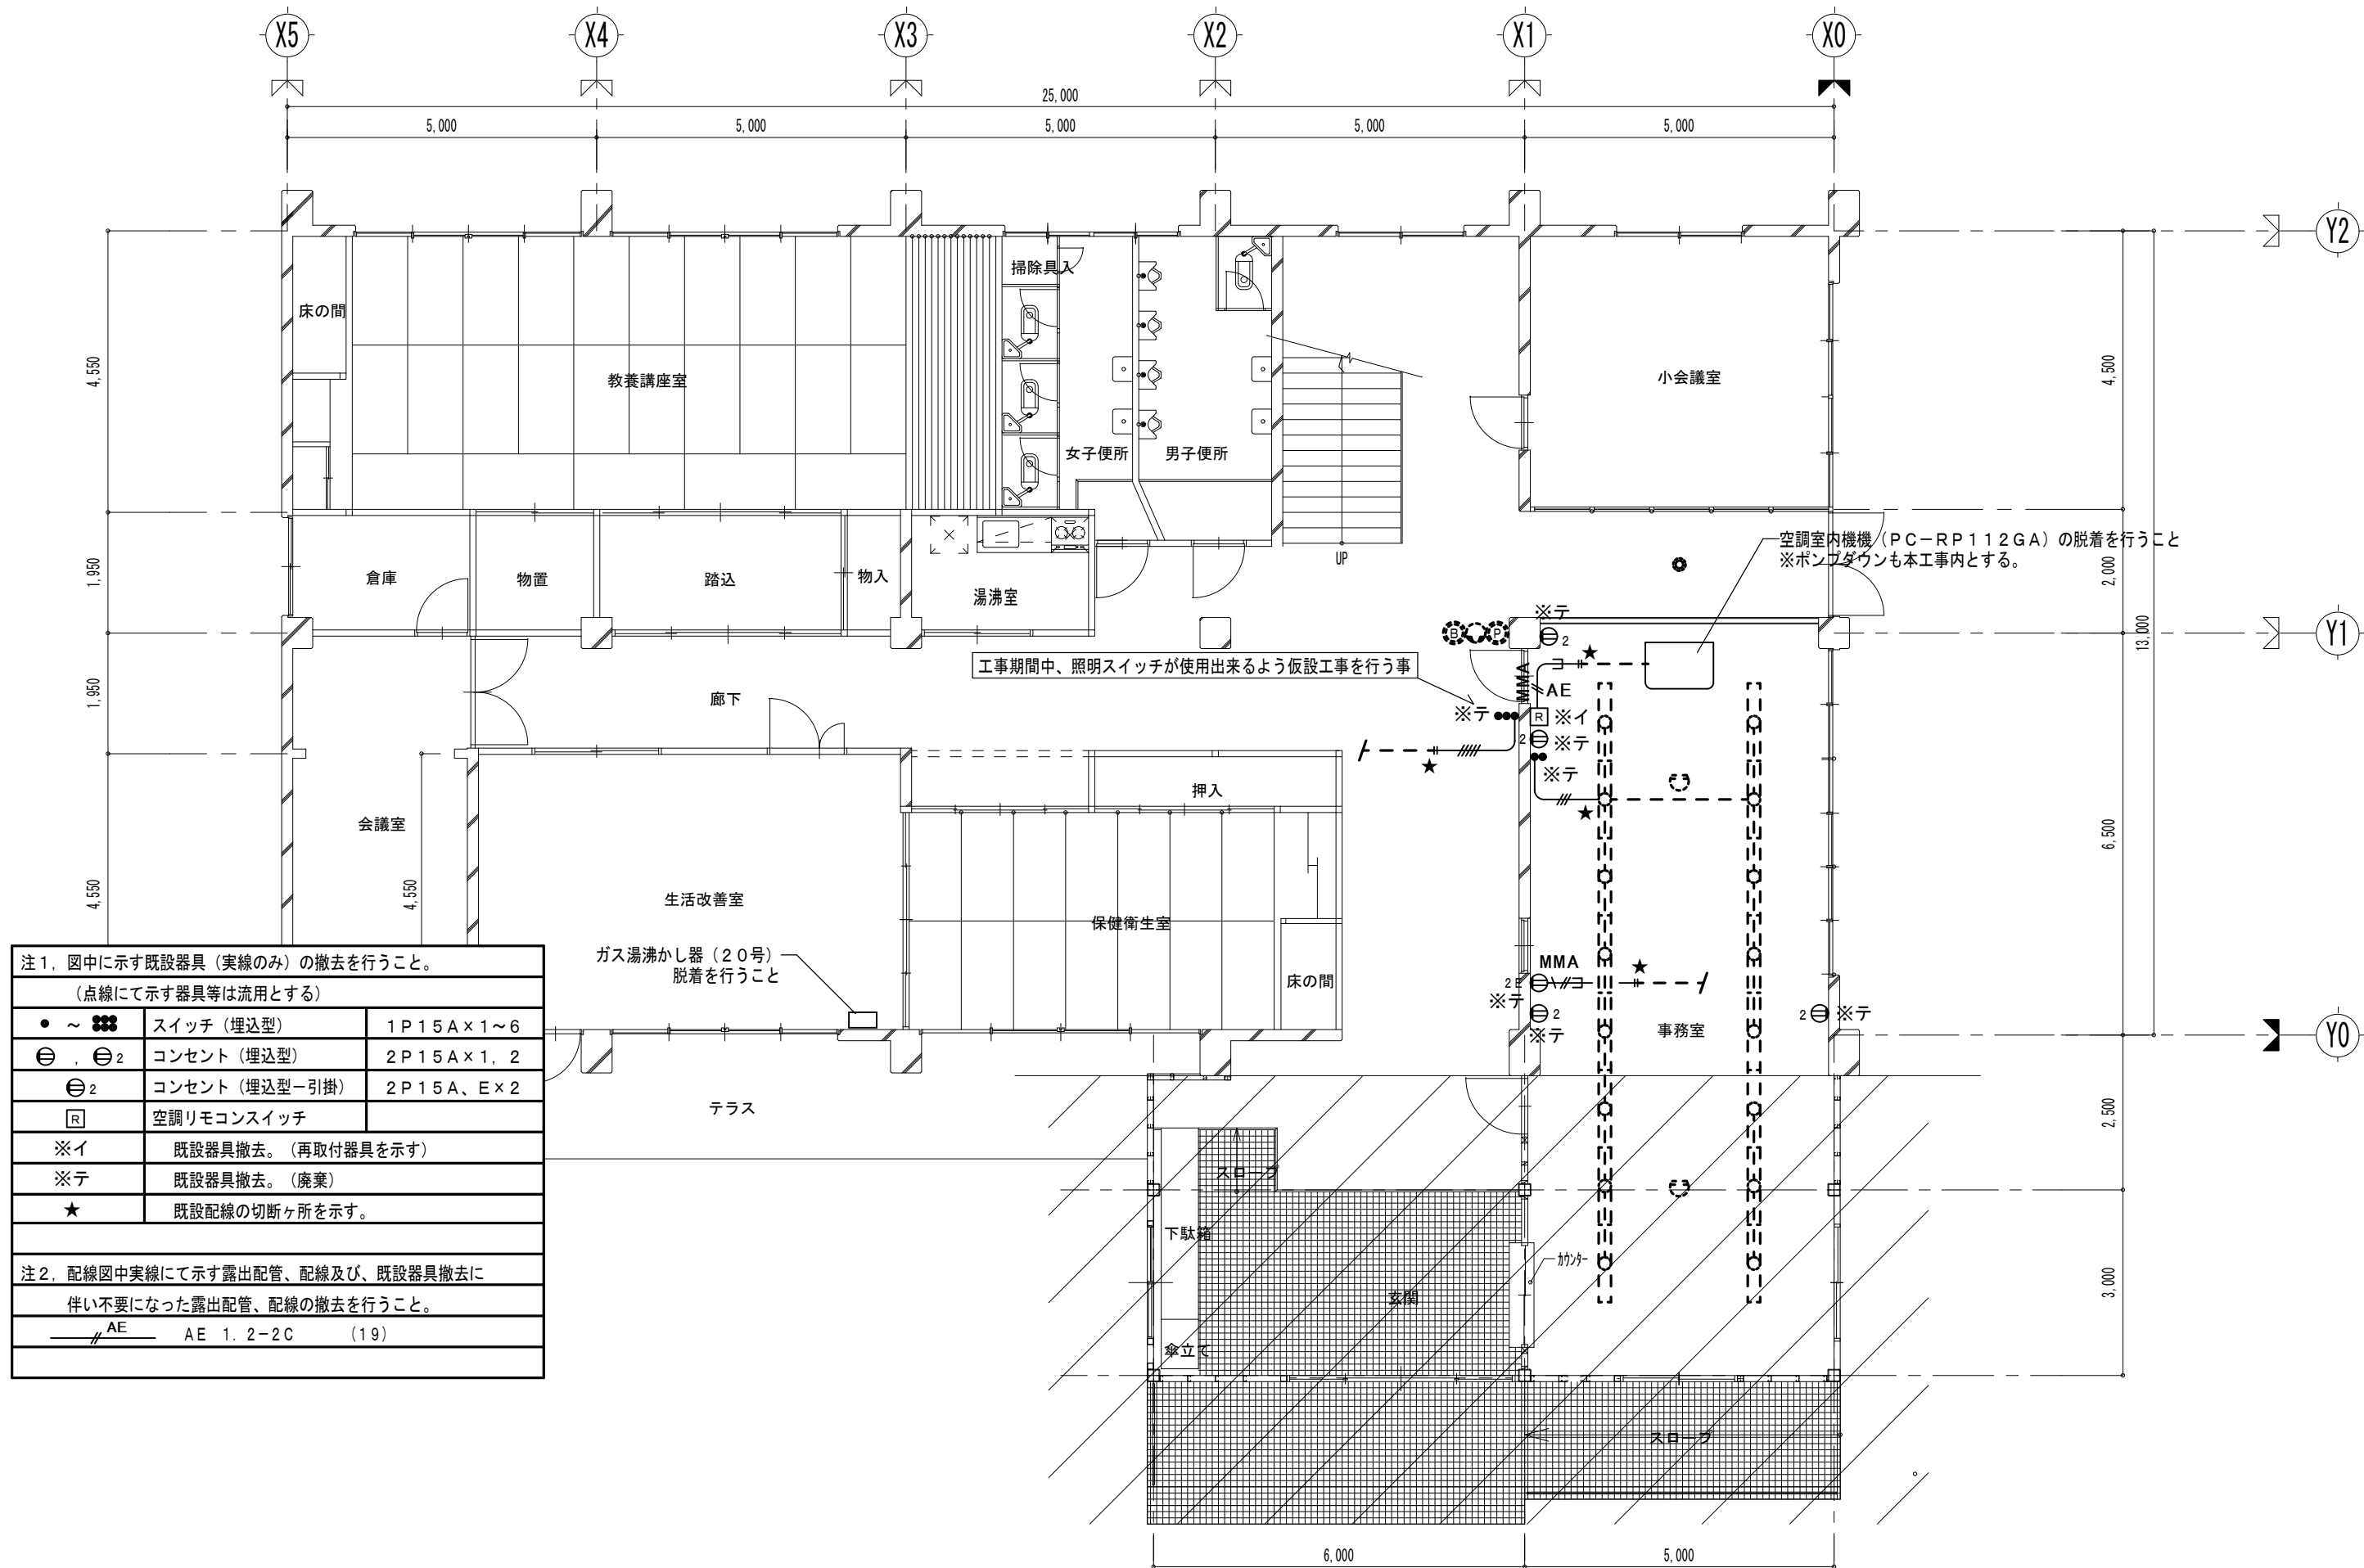 X5
X4
X3
X2
X1
X0
25,000
5,000
5,000
5,000
5,000
5,000
Y2
掃除具入
床の間
4,550
教養講座室
小会議室
4,500
女子便所
男子便所
空調室内機機（PC−RP112GA）の脱着を行うこと
※ポンプダウンも本工事内とする。
UP
1,950
倉庫
物置
踏込
物入
湯沸室
2,000
※テ
B
P
2
Y1
13,000
工事期間中、照明スイッチが使用出来るよう仮設工事を行う事
★
MMA
AE
1,950
廊下
※テ
R
※イ
2
※テ
★
※テ
押入
★
会議室
6,500
4,550
4,550
生活改善室
保健衛生室
ガス湯沸かし器（20号）
脱着を行うこと
床の間
MMA
★
2E
※テ
2
※テ
事務室
2
※テ
Y0
注1，図中に示す既設器具（実線のみ）の撤去を行うこと。
（点線にて示す器具等は流用とする）
● ～ スイッチ（埋込型） 1P15A×1～6
， 2 コンセント（埋込型） 2P15A×1，2
2 コンセント（埋込型−引掛） 2P15A、E×2
R 空調リモコンスイッチ
※イ 既設器具撤去。（再取付器具を示す）
※テ 既設器具撤去。（廃棄）
★ 既設配線の切断ヶ所を示す。
注2，配線図中実線にて示す露出配管、配線及び、既設器具撤去に
伴い不要になった露出配管、配線の撤去を行うこと。
AE AE 1.2−2C （19）
テラス
2,500
スロープ
下駄箱
カウンター
玄関
3,000
傘立て
スロープ
6,000
5,000